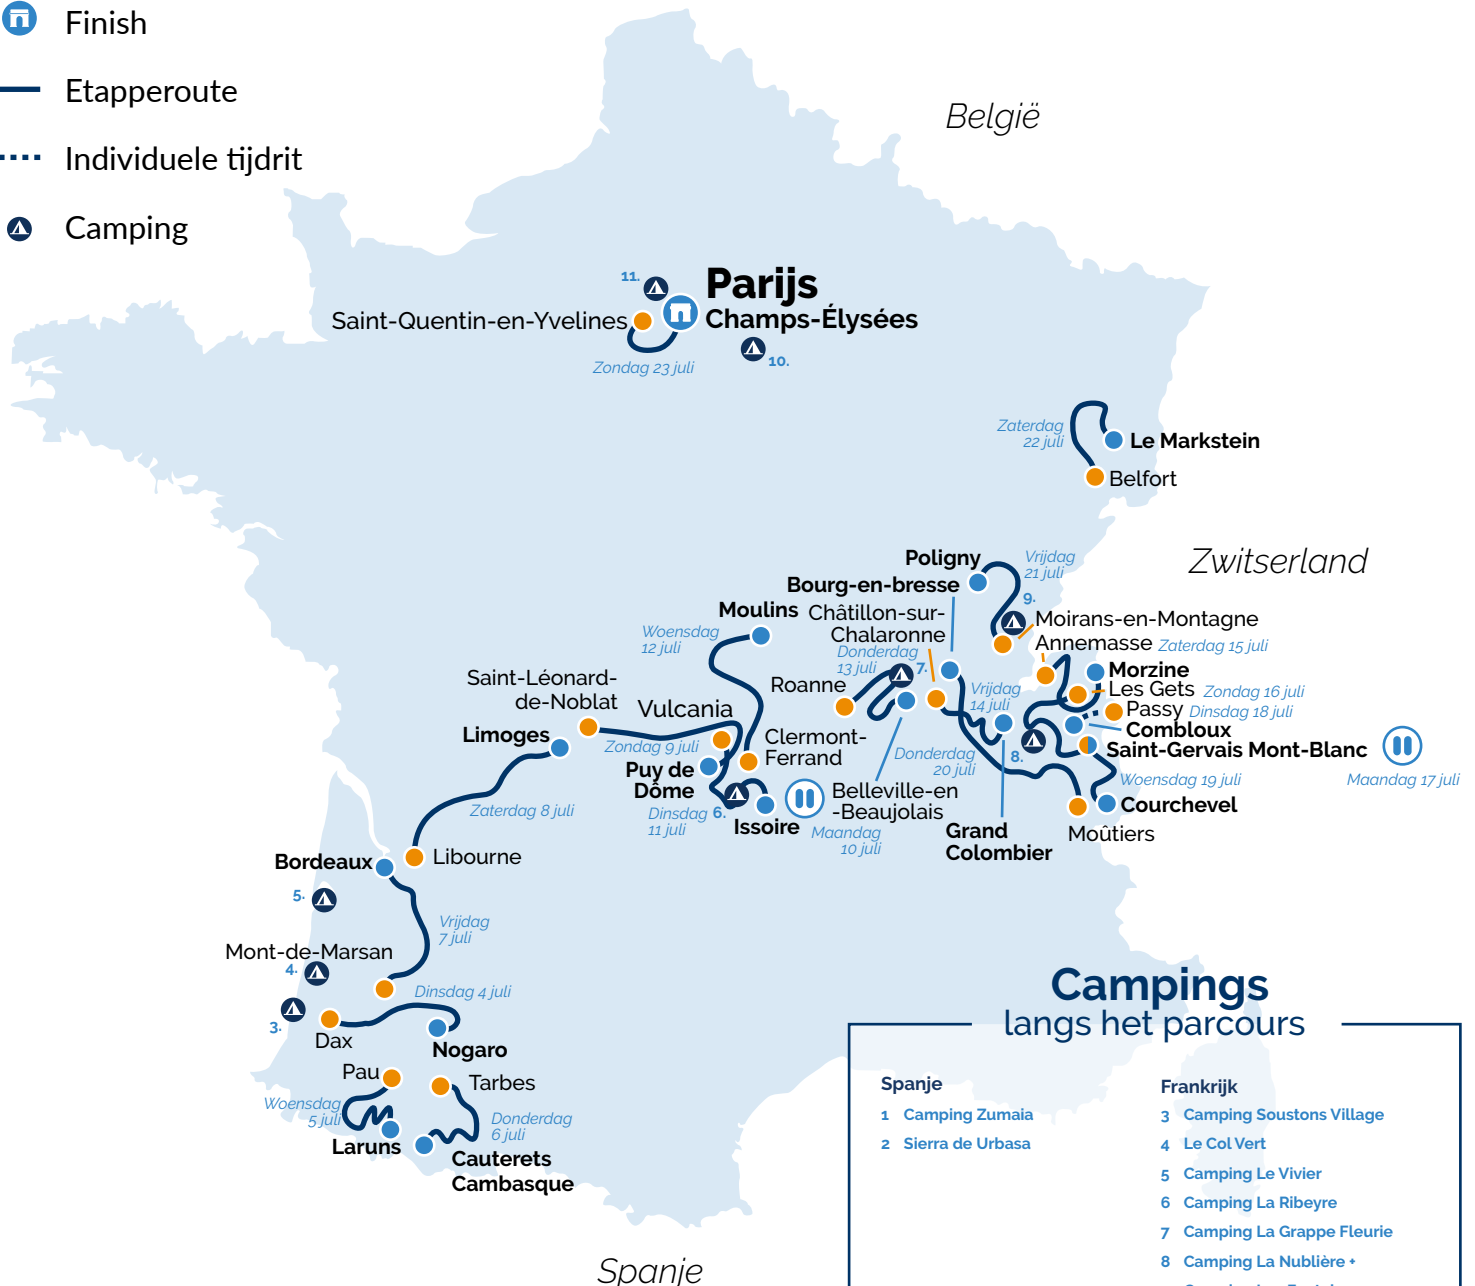 Finish
Etapperoute
Individuele tijdrit
Camping
België
11.
Parijs
Champs-Élysées
Saint-Quentin-en-Yvelines
10.
Zondag 23 juli
Zaterdag
22 juli
Le Markstein
Belfort
Zwitserland
Poligny
Vrijdag
21 juli
Bourg-en-bresse
9.
Moulins
Châtillon-sur-
Chalaronne
Moirans-en-Montagne
Woensdag
12 juli
Annemasse
Zaterdag 15 juli
Donderdag
13 juli
7.
Morzine
Saint-Léonard-
de-Noblat
Roanne
Vrijdag
14 juli
Les Gets
Zondag 16 juli
Vulcania
Passy
Dinsdag 18 juli
Combloux
Limoges
Zondag 9 juli
Clermont-
Ferrand
Donderdag
20 juli
8.
Saint-Gervais Mont-Blanc
Maandag 17 juli
Puy de
Dôme
Woensdag 19 juli
Belleville-en
-Beaujolais
Courchevel
Zaterdag 8 juli
Dinsdag
11 juli
6.
Issoire
Maandag
10 juli
Grand
Colombier
Moûtiers
Bordeaux
Libourne
5.
Vrijdag
7 juli
Mont-de-Marsan
4.
Dinsdag 4 juli
3.
Dax
Nogaro
Pau
Tarbes
Woensdag
5 juli
Donderdag
6 juli
Laruns
Cauterets
Cambasque
Spanje
Campings
langs het parcours
Spanje
1 Camping Zumaia
2 Sierra de Urbasa
Frankrijk
3 Camping Soustons Village
4 Le Col Vert
5 Camping Le Vivier
6 Camping La Ribeyre
7 Camping La Grappe Fleurie
8 Camping La Nublière +